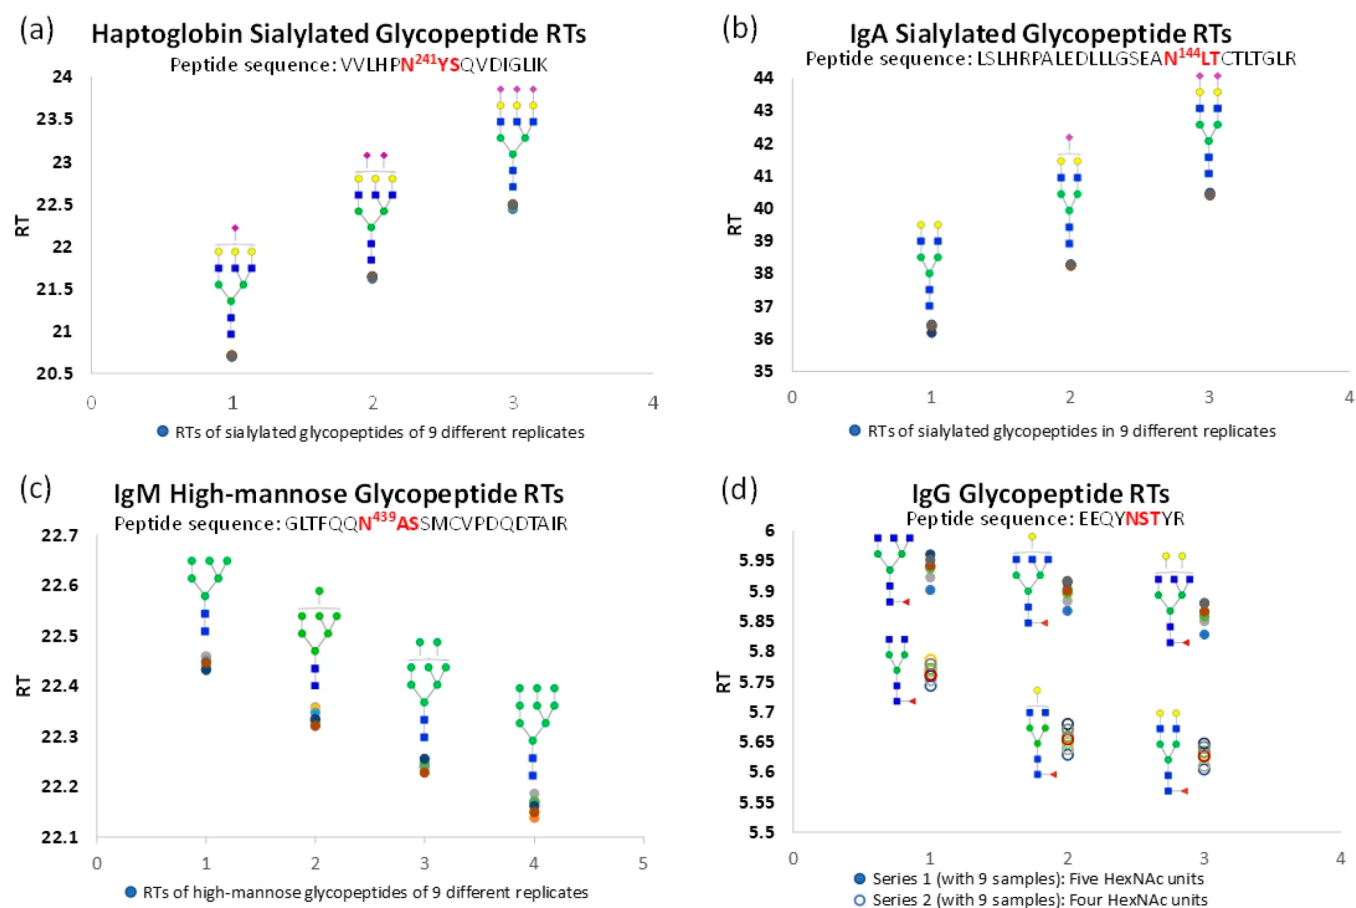 (a)
Haptoglobin Sialylated Glycopeptide RTs
Peptide sequence: VVLHPN241YSQVDIGLIK
24
23.5
23
22.5
22
21.5
21
20.5
RT
0 1 2 3 4
RTs of sialylated glycopeptides of 9 different replicates
(b)
IgA Sialylated Glycopeptide RTs
Peptide sequence: LSLHRPALEDLLLGSEAN144LTCTLTGLR
44
43
42
41
40
39
38
37
36
35
RT
0 1 2 3 4
RTs of sialylated glycopeptides in 9 different replicates
(c)
IgM High-mannose Glycopeptide RTs
Peptide sequence: GLTFQQN439ASSMCVPDQDTAIR
22.7
22.6
22.5
22.4
22.3
22.2
22.1
RT
0 1 2 3 4 5
RTs of high-mannose glycopeptides of 9 different replicates
(d)
IgG Glycopeptide RTs
Peptide sequence: EEQYNSTYR
6
5.95
5.9
5.85
5.8
5.75
5.7
5.65
5.6
5.55
5.5
RT
0 1 2 3 4
Series 1 (with 9 samples): Five HexNAc units
Series 2 (with 9 samples): Four HexNAc units